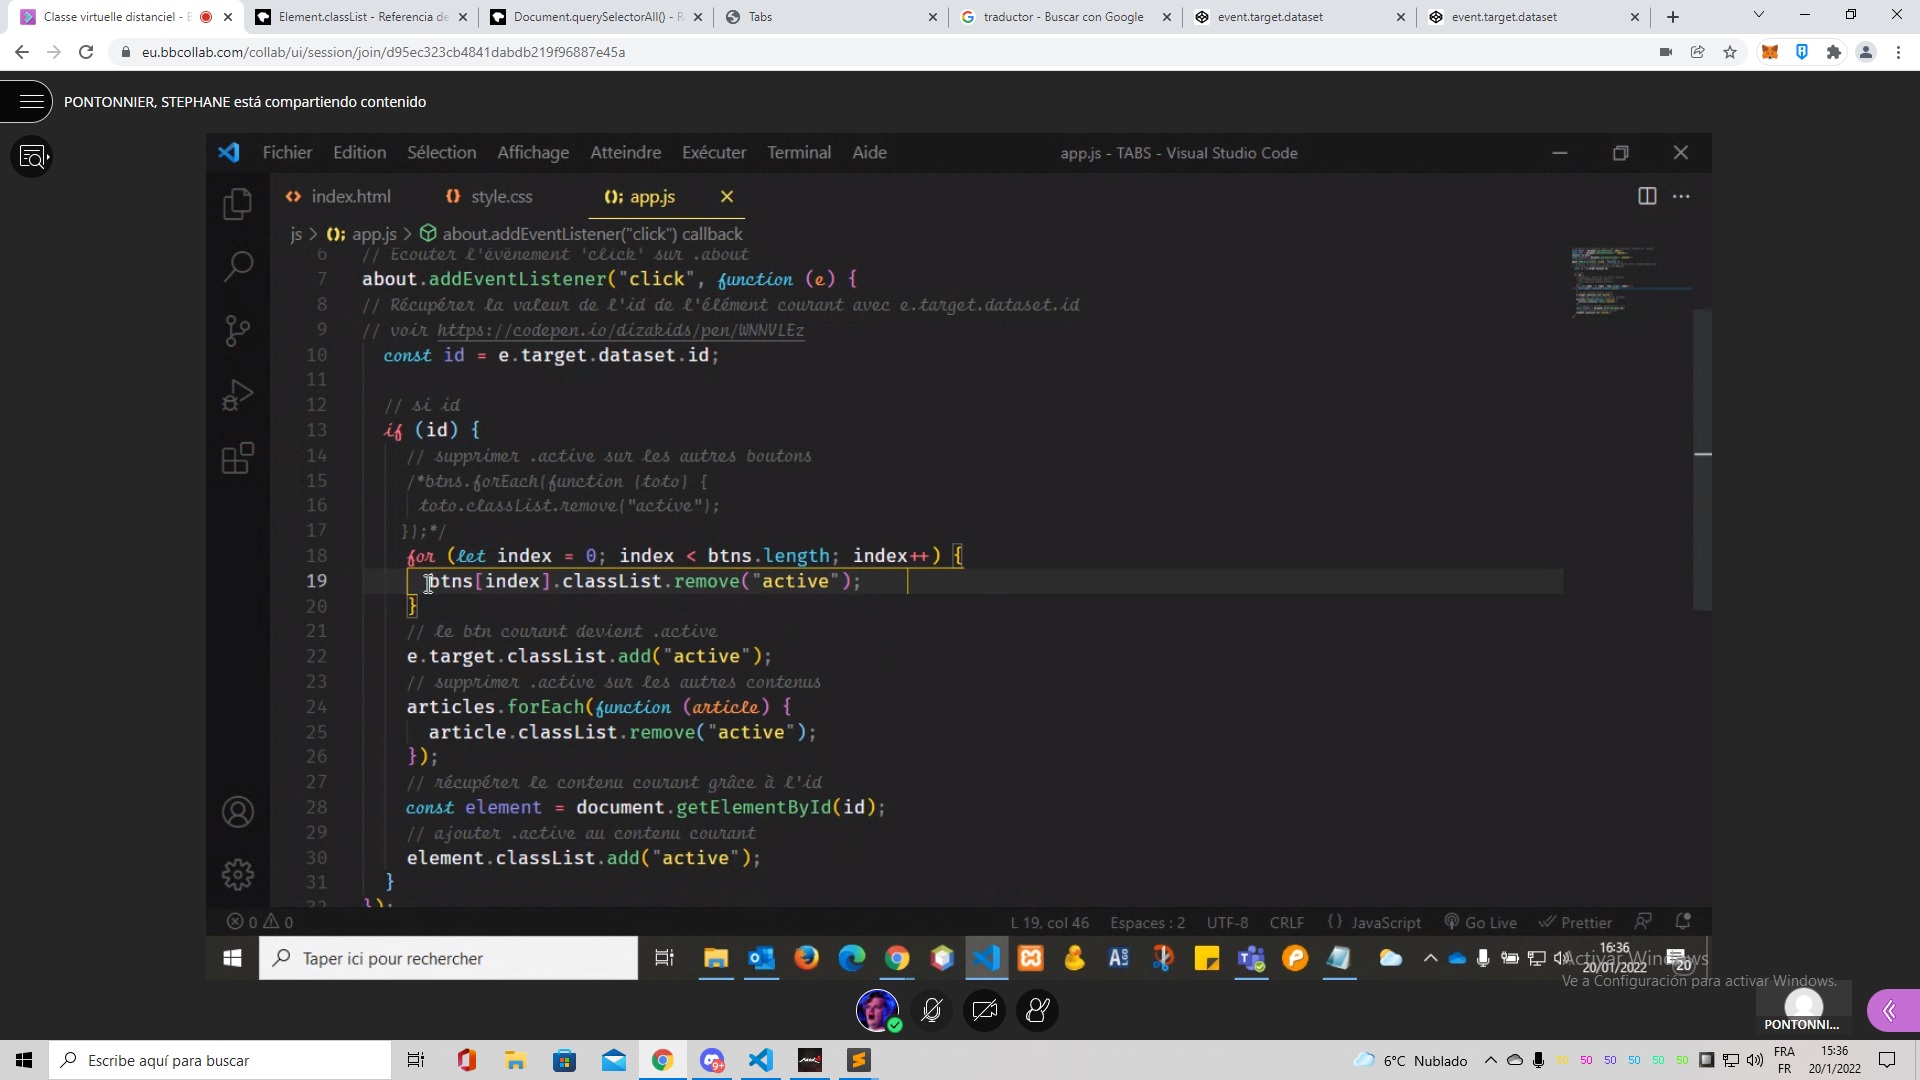 Classe virtuelle distanciel - E
Element.classList - Referencia de
Document.querySelectorAll() - R
Tabs
traductor - Buscar con Google
event.target.dataset
event.target.dataset
eu.bbcollab.com/collab/ui/session/join/d95ec323cb4841dabdb219f96887e45a
PONTONNIER, STEPHANE está compartiendo contenido
Fichier Edition Sélection Affichage Atteindre Exécuter Terminal Aide
app.js - TABS - Visual Studio Code
index.html style.css app.js
js > app.js > about.addEventListener("click") callback
6 // Ecouter l'évènement 'click' sur .about
7 about.addEventListener("click", function (e) {
8 // Récupérer la valeur de l'id de l'élément courant avec e.target.dataset.id
9 // voir https://codepen.io/dizakids/pen/WNNVLEz
10 const id = e.target.dataset.id;
11
12 // si id
13 if (id) {
14 // supprimer .active sur les autres boutons
15 /*btns.forEach(function (toto) {
16 toto.classList.remove("active");
17 });*/
18 for (let index = 0; index < btns.length; index++) {
19 btns[index].classList.remove("active");
20 }
21 // le btn courant devient .active
22 e.target.classList.add("active");
23 // supprimer .active sur les autres contenus
24 articles.forEach(function (article) {
25 article.classList.remove("active");
26 });
27 // récupérer le contenu courant grâce à l'id
28 const element = document.getElementById(id);
29 // ajouter .active au contenu courant
30 element.classList.add("active");
31 }
32 });
0 0
L 19, col 46 Espaces : 2 UTF-8 CRLF {} JavaScript Go Live Prettier
Taper ici pour rechercher
16:36
20/01/2022
20
Activar Windows
Ve a Configuración para activar Windows.
PONTONNI...
Escribe aquí para buscar
9+
6°C Nublado
50 50 50 50 50 50
FRA
FR
15:36
20/1/2022